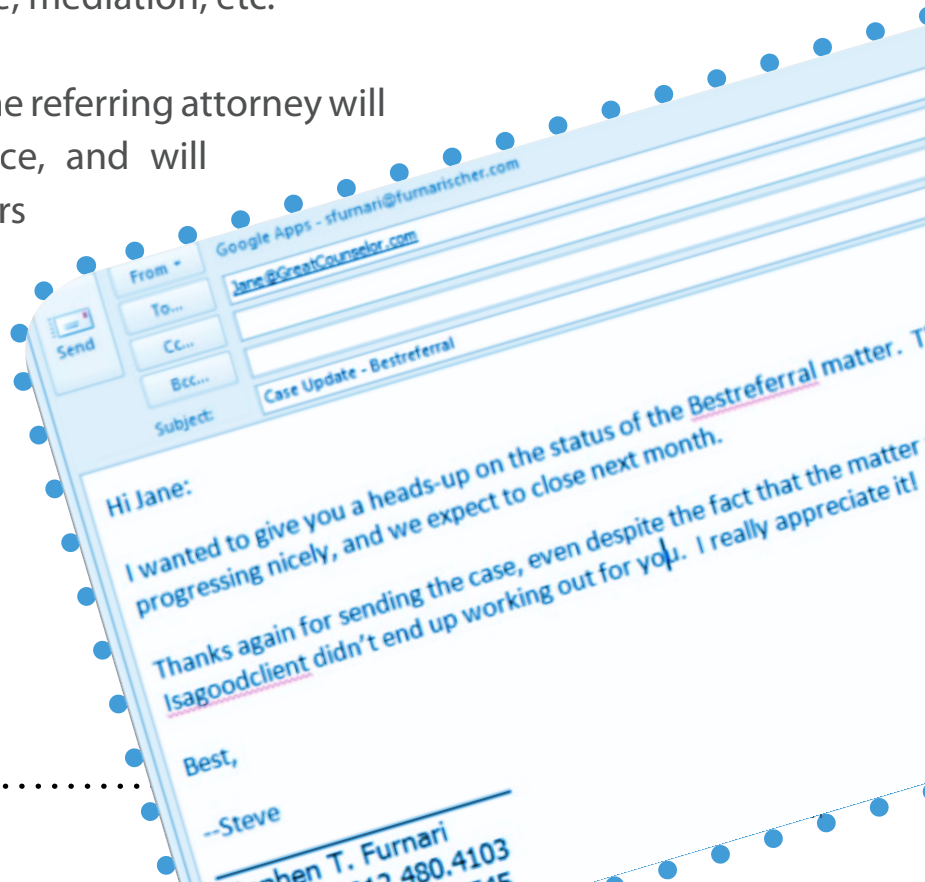 mediation, etc.
referring attorney will
and will
From
Google Apps - sfurnari@furnarischer.com
Send
To...
Jane@GreatCounselor.com
Cc...
Bcc...
Subject:
Case Update - Bestreferral
Hi Jane:
I wanted to give you a heads-up on the status of the Bestreferral matter.
progressing nicely, and we expect to close next month.
Thanks again for sending the case, even despite the fact that the matter
Isagoodclient didn't end up working out for you. I really appreciate it!
Best,
--Steve
T. Furnari
480.4103